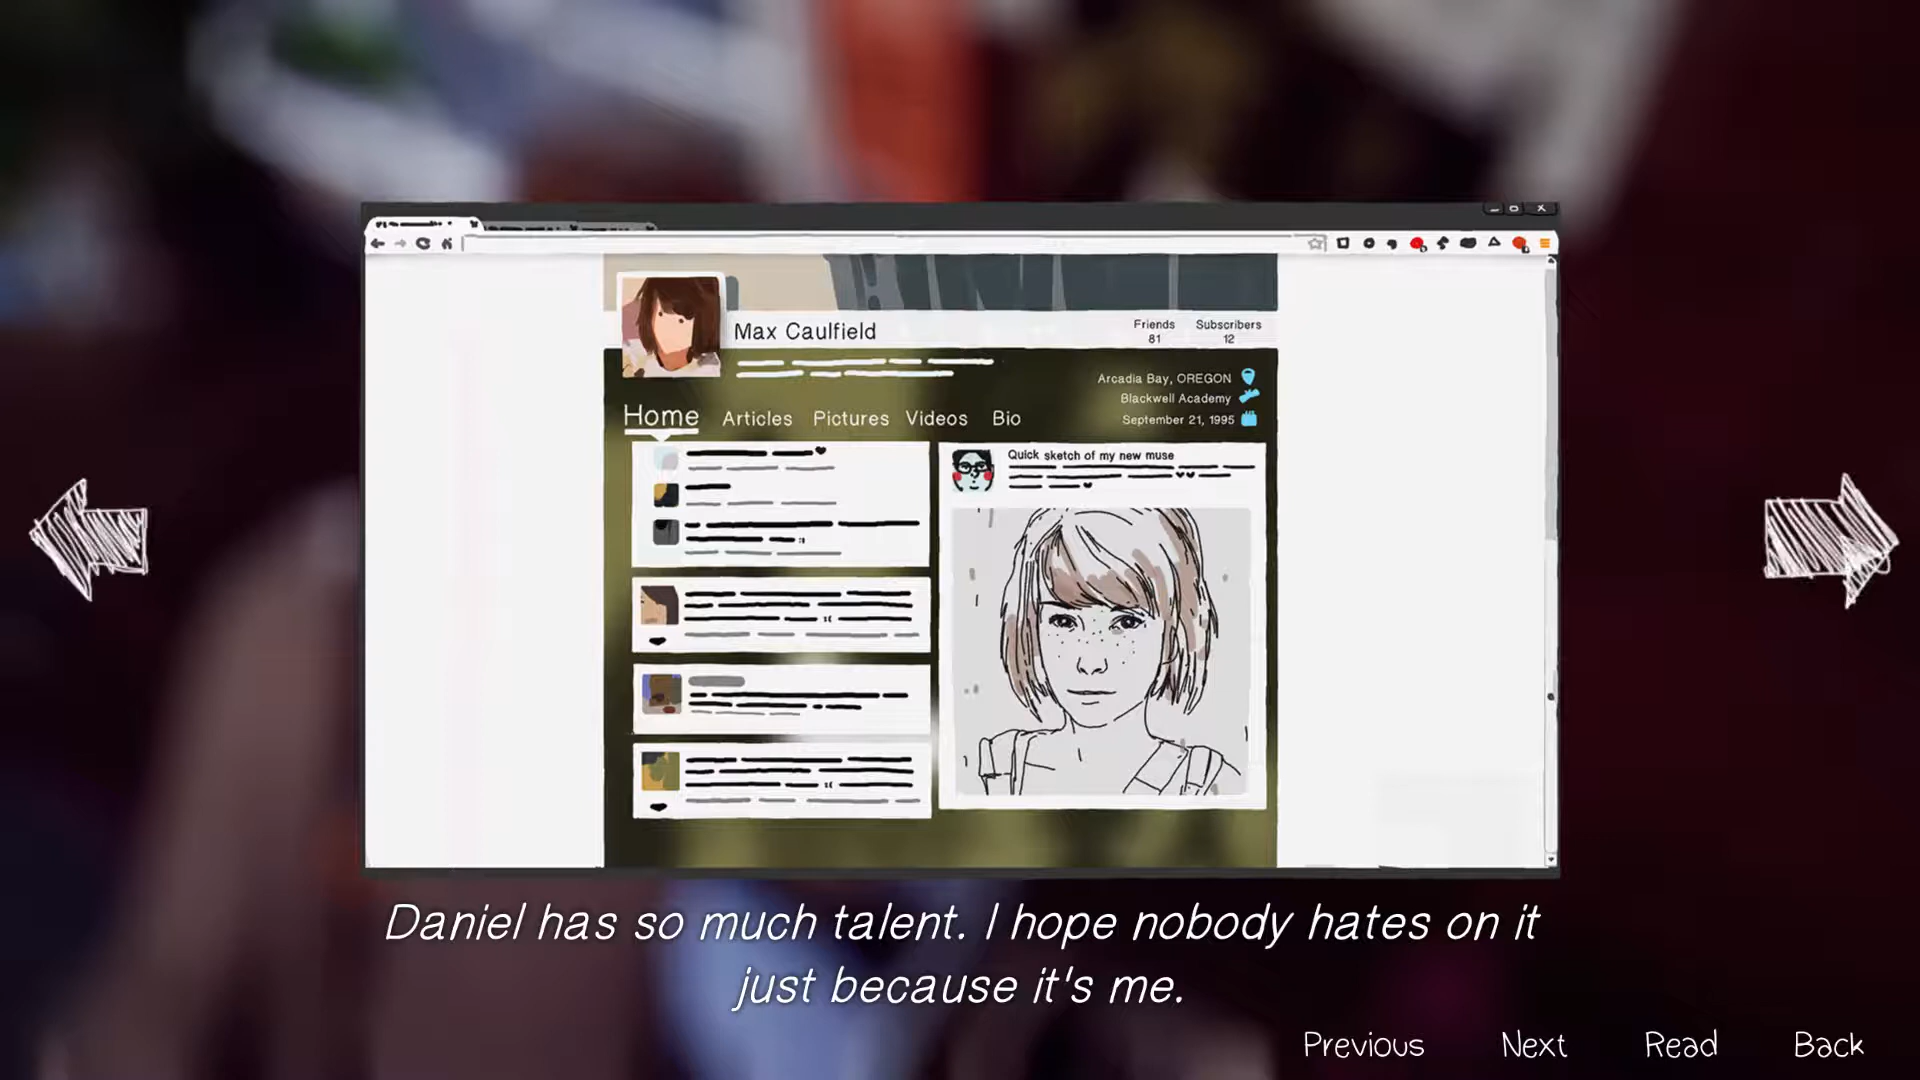 Max Caulfield
Friends
81
Subscribers
12
Arcadia Bay, OREGON
Blackwell Academy
September 21, 1995
Home Articles Pictures Videos Bio
Quick sketch of my new muse
Daniel has so much talent. I hope nobody hates on it
just because it's me.
Previous Next Read Back